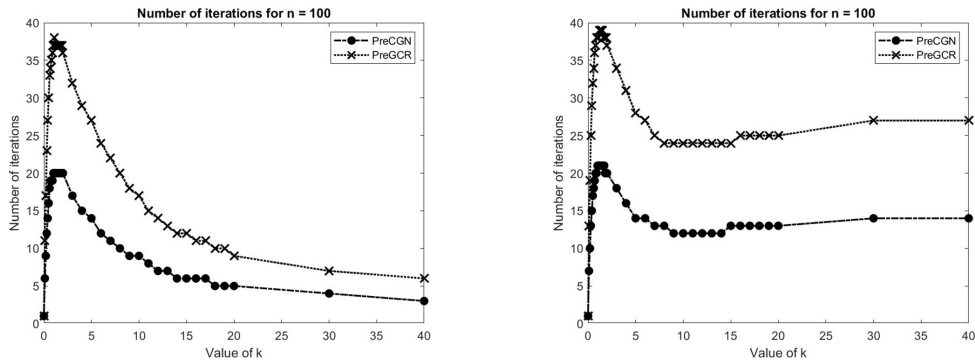 Number of iterations for n = 100
PreCGN
PreGCR
Number of iterations
40
35
30
25
20
15
10
5
0
0 5 10 15 20 25 30 35 40
Value of k
Number of iterations for n = 100
PreCGN
PreGCR
Number of iterations
40
35
30
25
20
15
10
5
0
0 5 10 15 20 25 30 35 40
Value of k